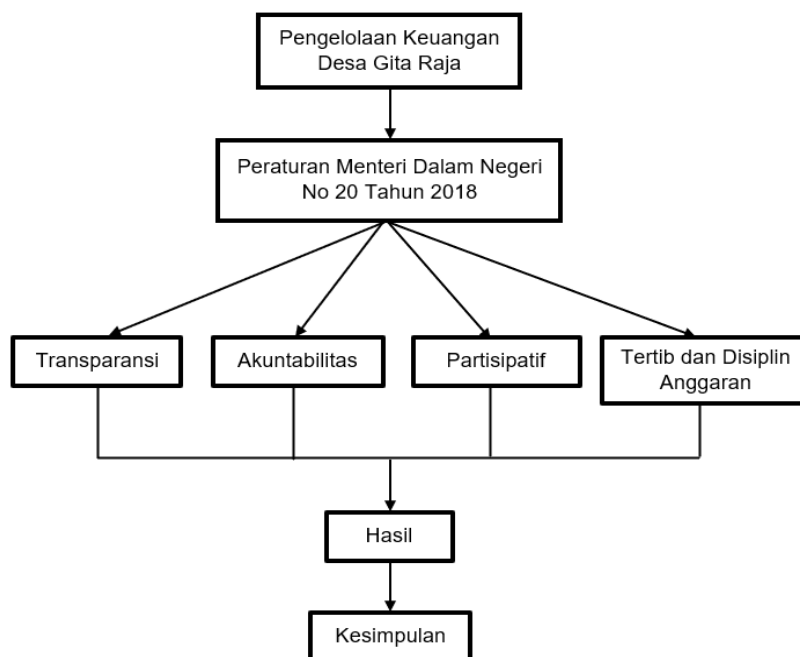 Pengelolaan Keuangan
Desa Gita Raja
Peraturan Menteri Dalam Negeri
No 20 Tahun 2018
Transparansi
Akuntabilitas
Partisipatif
Tertib dan Disiplin
Anggaran
Hasil
Kesimpulan